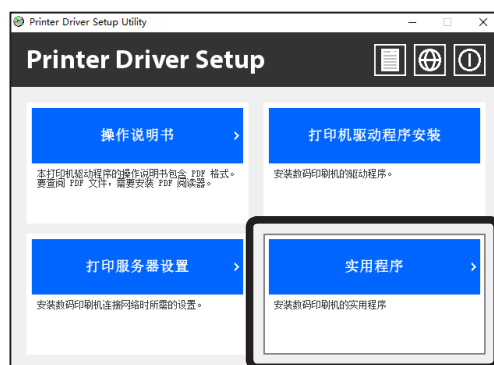 Printer Driver Setup Utility
Printer Driver Setup
操作说明书
打印机驱动程序安装
本打印机驱动程序的操作说明书包含 PDF 格式。
要查阅 PDF 文件，需要安装 PDF 阅读器。
安装数码印刷机的驱动程序。
打印服务器设置
实用程序
安装数码印刷机连接网络时所需的设置。
安装数码印刷机的实用程序